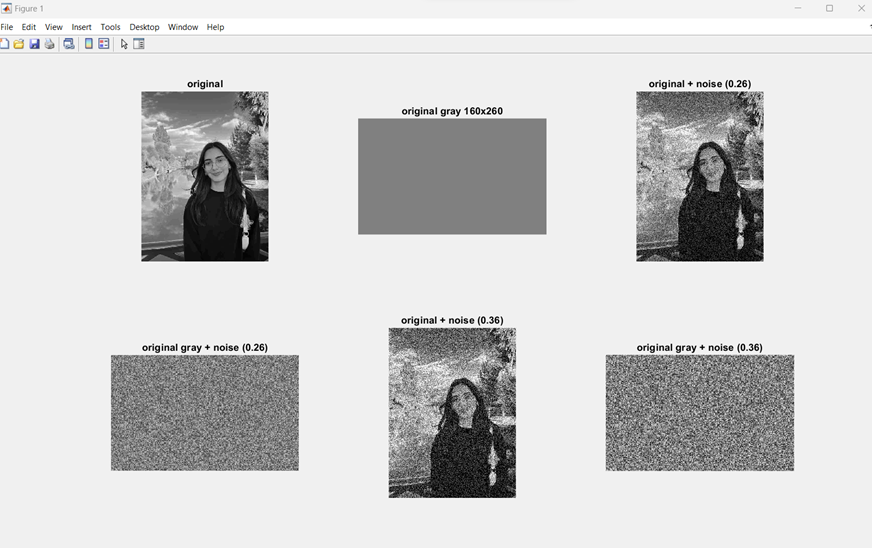 Figure 1
File Edit View Insert Tools Desktop Window Help
original
original gray 160x260
original + noise (0.26)
original gray + noise (0.26)
original + noise (0.36)
original gray + noise (0.36)